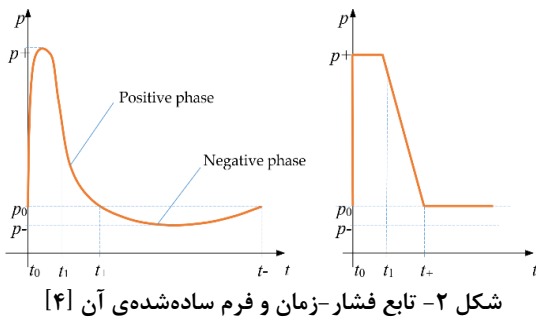 p
p+
Positive phase
Negative phase
p0
p-
t0 t1 t+ t- t
p
p+
p0
p-
t0 t1 t+ t
شکل ۲- تابع فشار-زمان و فرم ساده‌شده‌ی آن [۴]